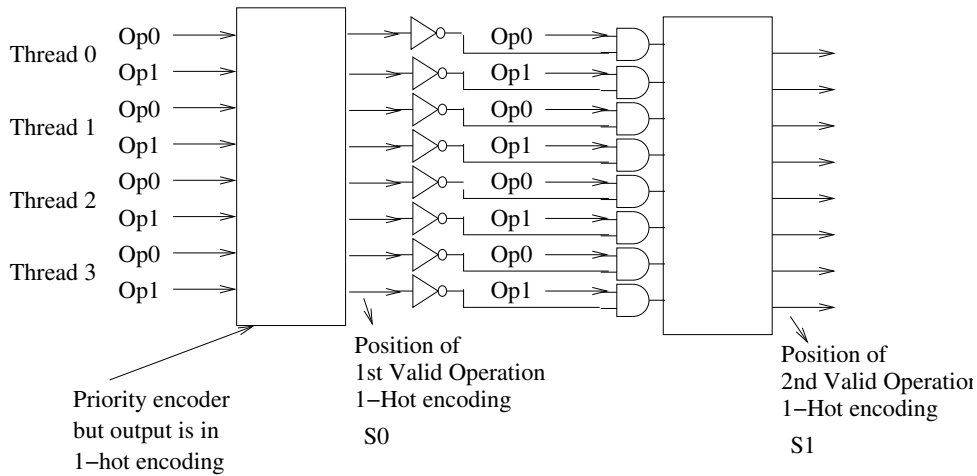 Thread 0
Op0
Op1
Thread 1
Op0
Op1
Thread 2
Op0
Op1
Thread 3
Op0
Op1
Op0
Op1
Op0
Op1
Op0
Op1
Op0
Op1
Priority encoder
but output is in
1-hot encoding
Position of
1st Valid Operation
1-Hot encoding
S0
Position of
2nd Valid Operation
1-Hot encoding
S1